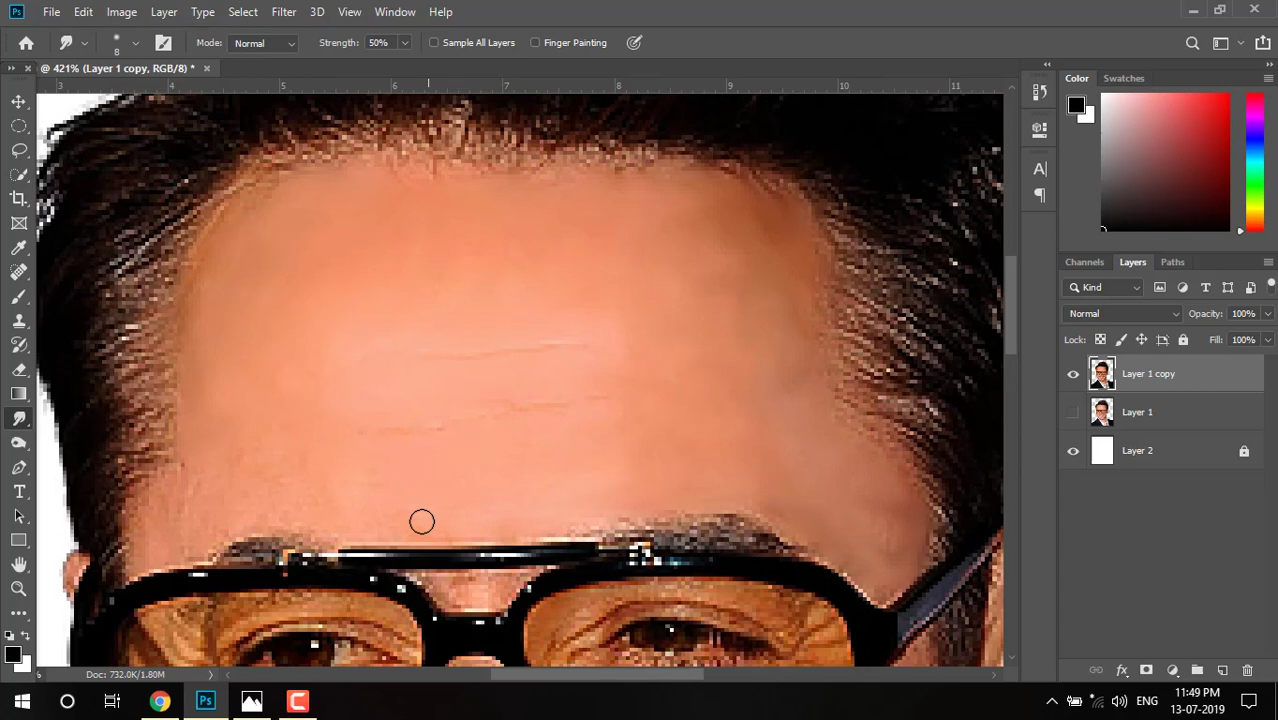 Ps File Edit Image Layer Type Select Filter 3D View Window Help
8 Mode: Normal Strength: 50% Sample All Layers Finger Painting
@ 421% (Layer 1 copy, RGB/8) * ×
3 4 5 6 7 8 9 10 11
Color Swatches
Channels Layers Paths
Kind
Normal Opacity: 100%
Lock: Fill: 100%
Layer 1 copy
Layer 1
Layer 2
% Doc: 732.0K/1.80M
Ps ENG 11:49 PM
13-07-2019